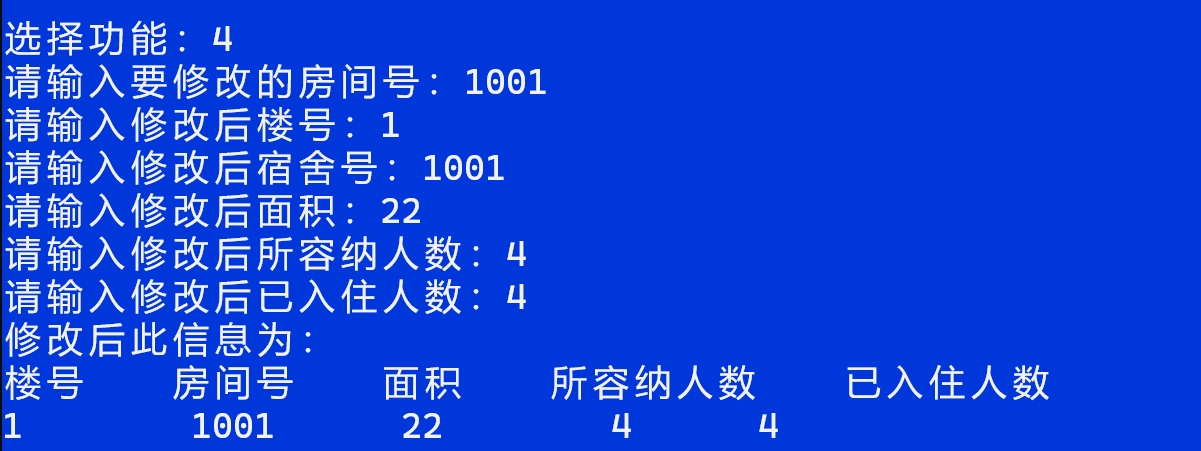 选择功能：4
请输入要修改的房间号：1001
请输入修改后楼号：1
请输入修改后宿舍号：1001
请输入修改后面积：22
请输入修改后所容纳人数：4
请输入修改后已入住人数：4
修改后此信息为：
楼号 房间号 面积 所容纳人数 已入住人数
1 1001 22 4 4